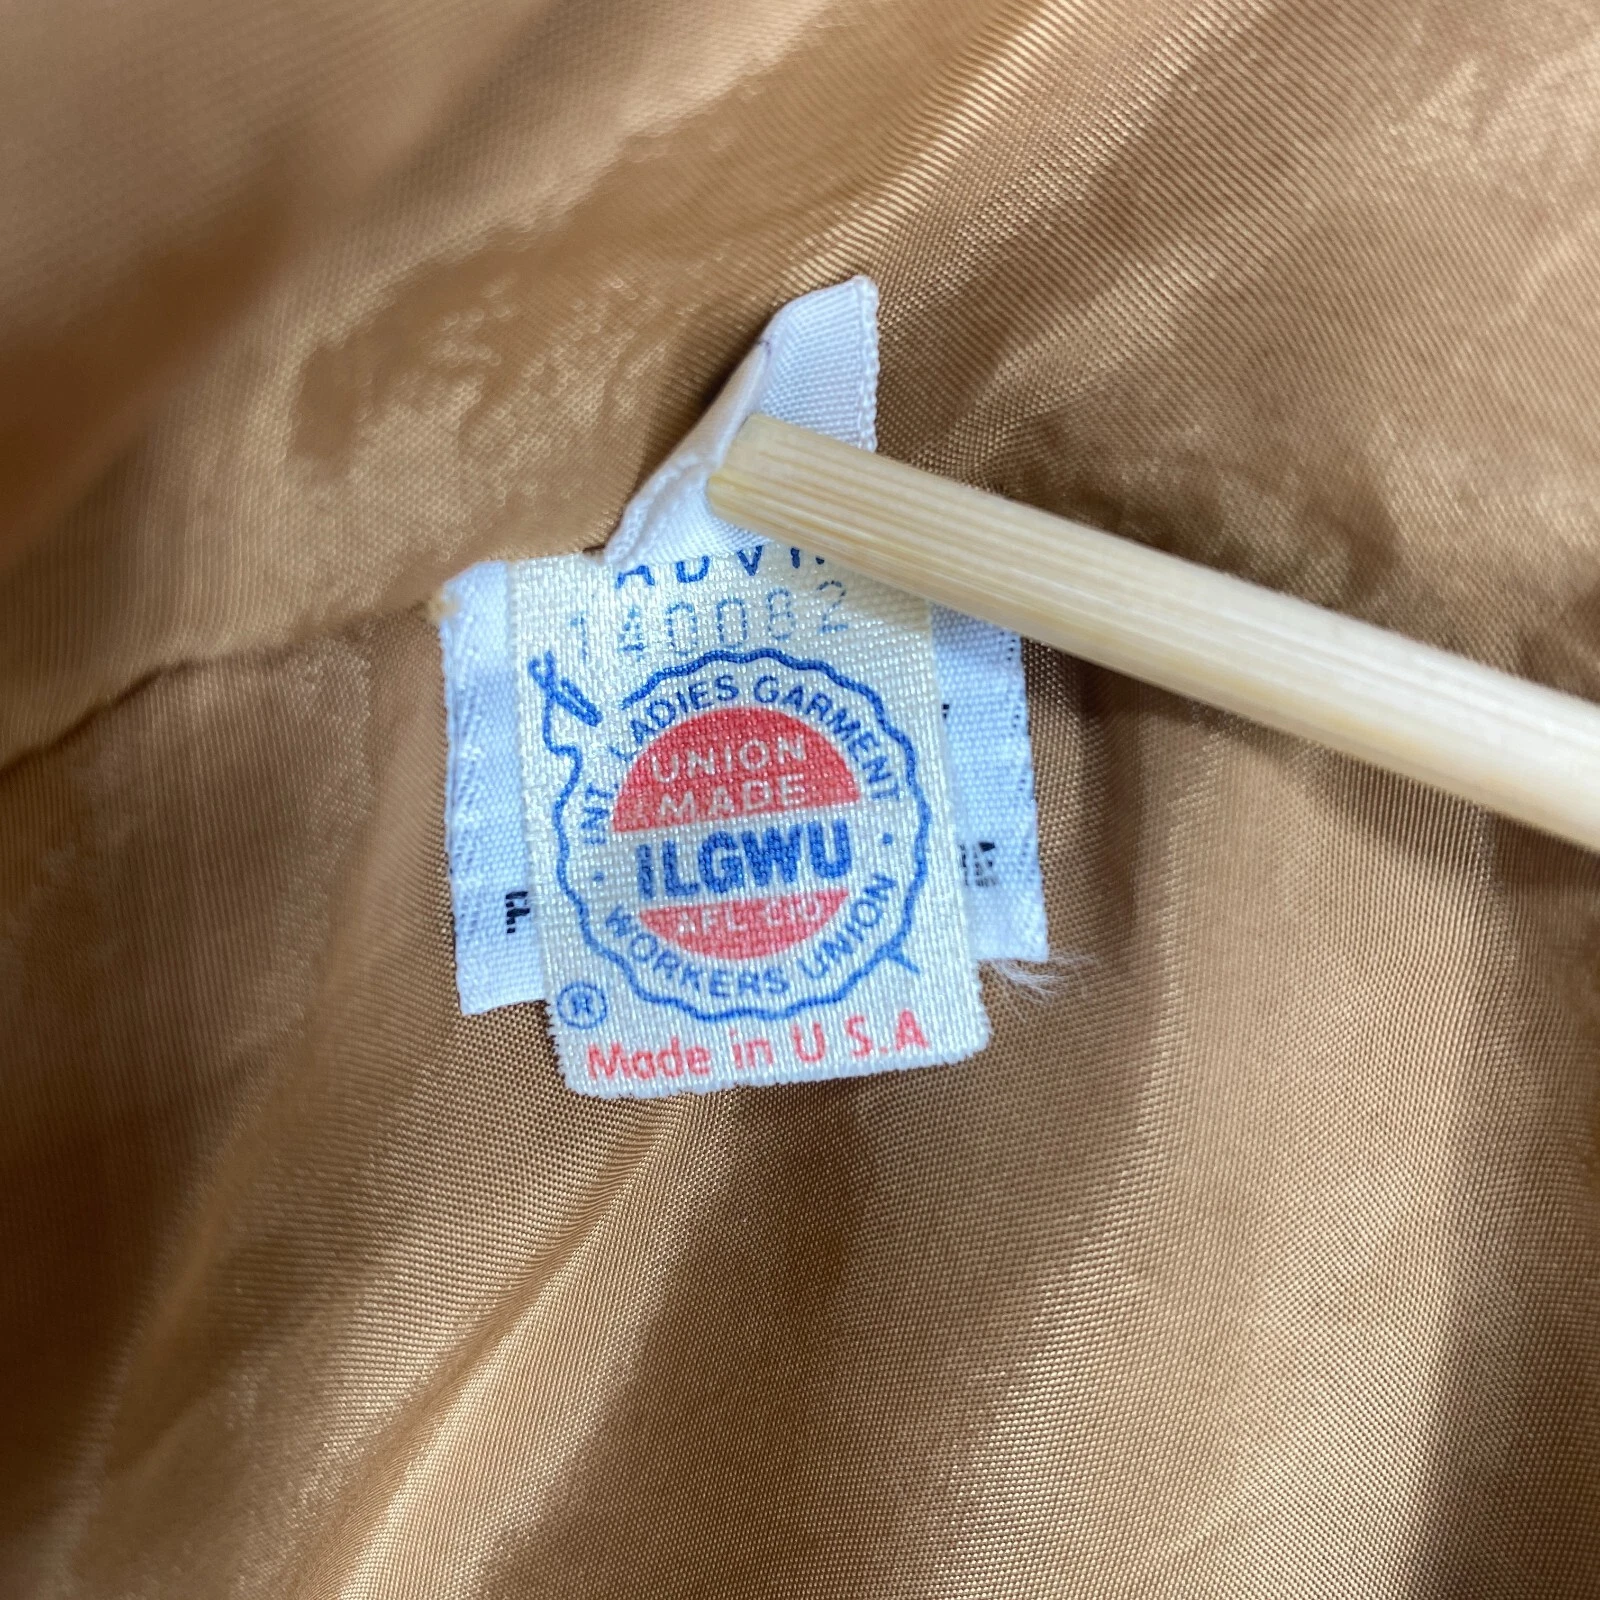 140082
INT LADIES GARMENT
UNION
MADE
ILGWU
AFL-CIO
WORKERS UNION
®
Made in U.S.A